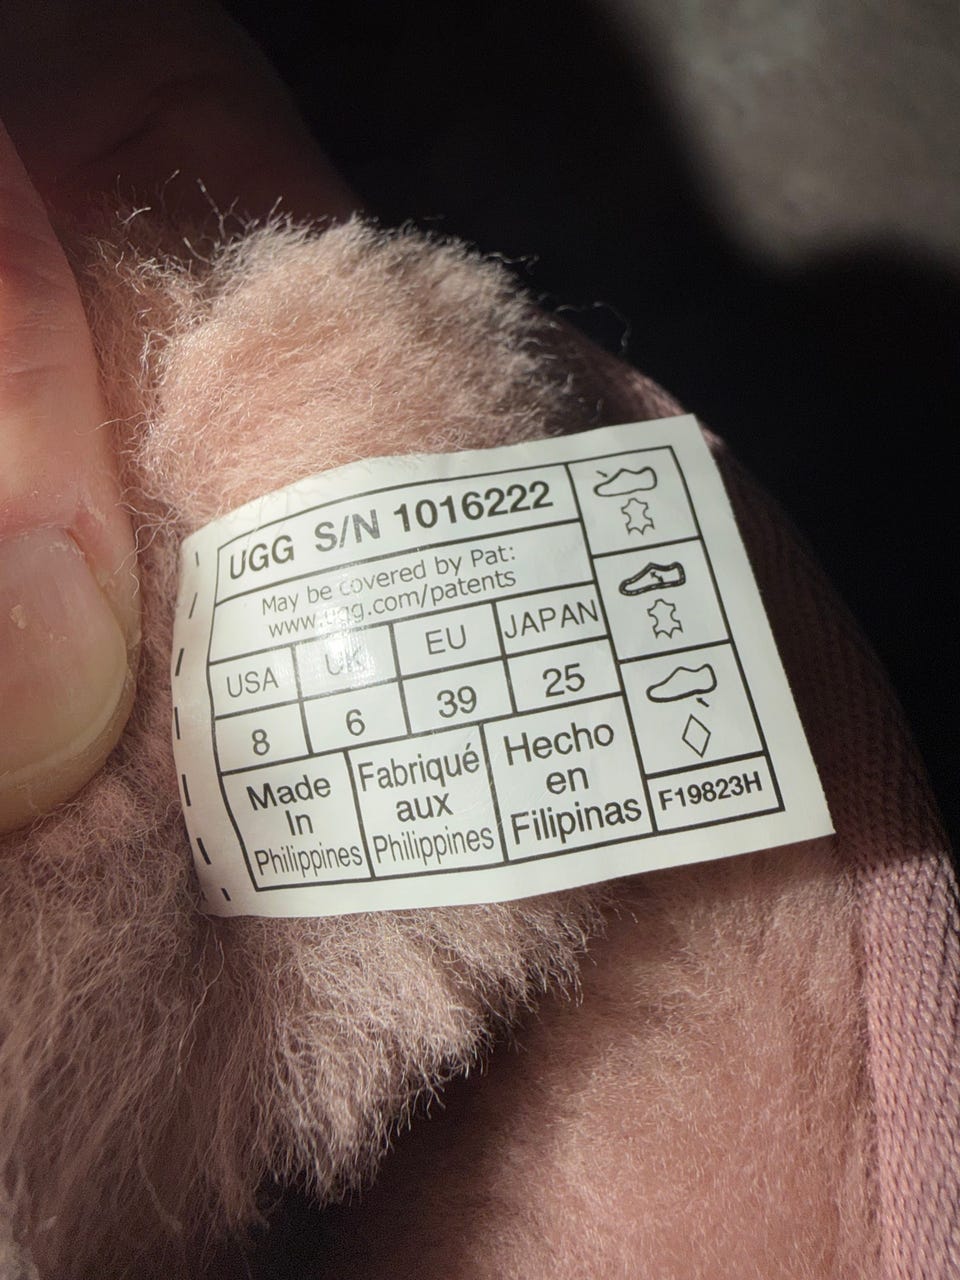 UGG S/N 1016222
May be covered by Pat:
www.ugg.com/patents
USA UK EU JAPAN
8 6 39 25
Made In Philippines
Fabriqué aux Philippines
Hecho en Filipinas
F19823H